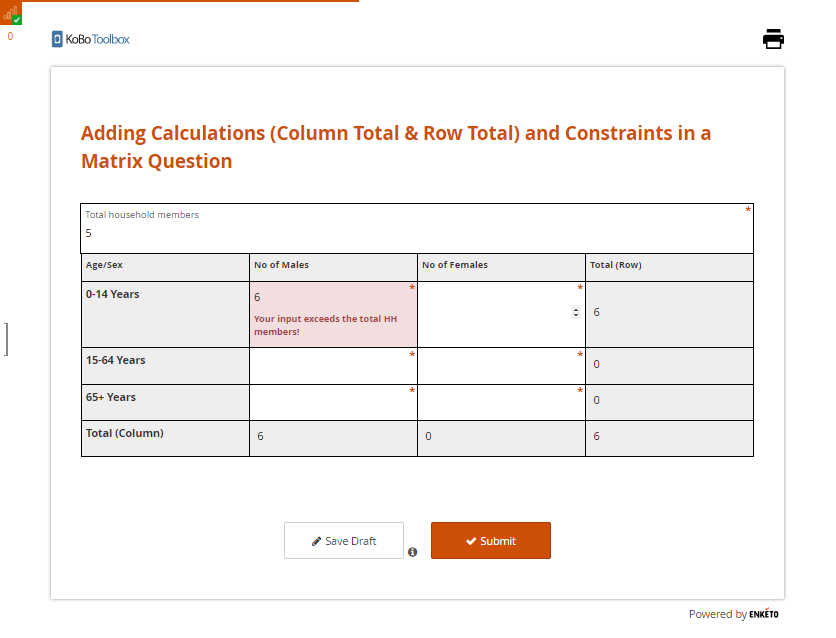 0
KoBoToolbox
Adding Calculations (Column Total & Row Total) and Constraints in a
Matrix Question
Total household members
*
5
Age/Sex No of Males No of Females Total (Row)
0-14 Years 6 * * 6
Your input exceeds the total HH
members!
15-64 Years * * 0
65+ Years * * 0
Total (Column) 6 0 6
Save Draft Submit
Powered by ENKETO